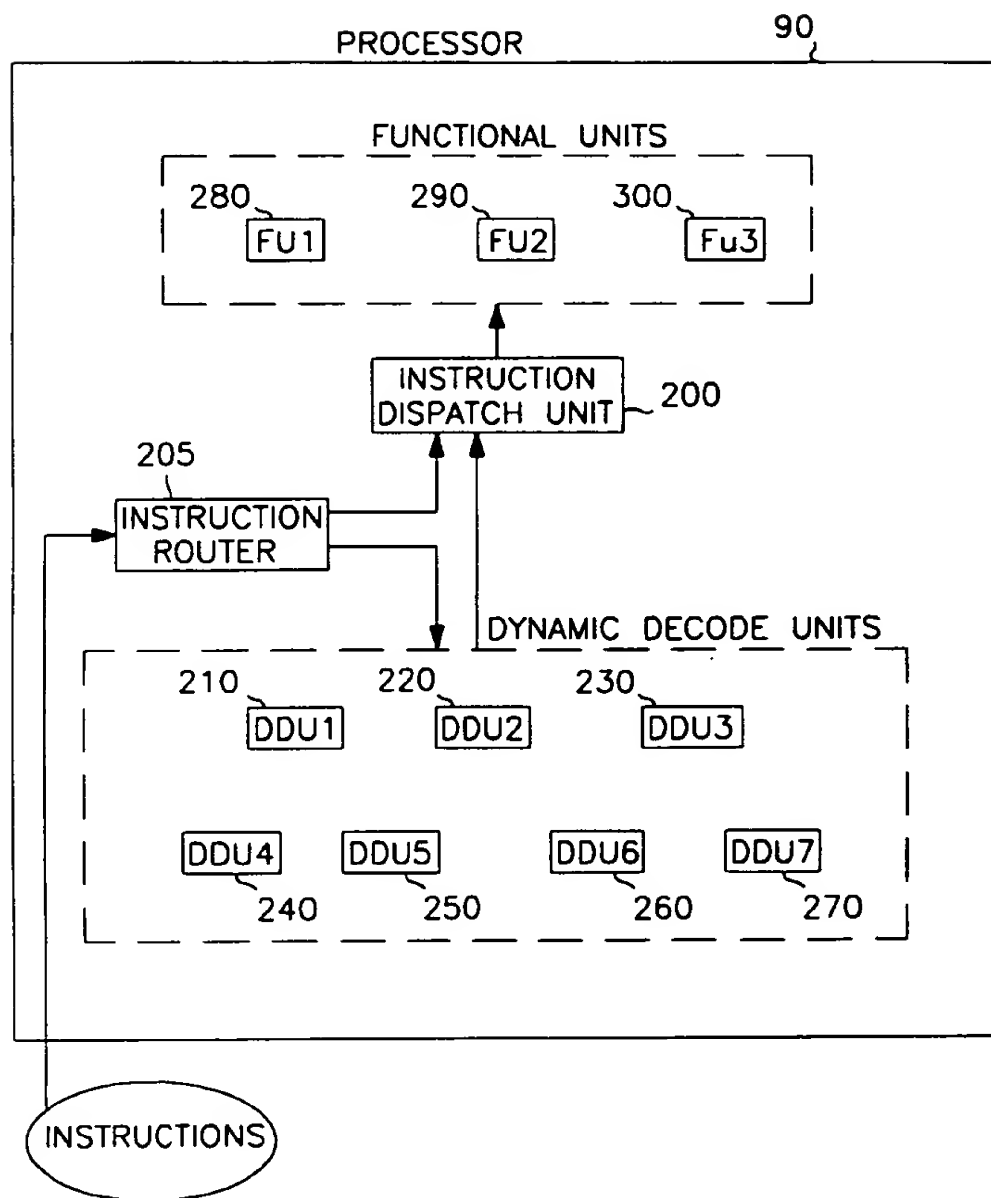 PROCESSOR
90
FUNCTIONAL UNITS
280
290
300
FU1
FU2
Fu3
INSTRUCTION
DISPATCH UNIT
200
205
INSTRUCTION
ROUTER
DYNAMIC DECODE UNITS
210
220
230
DDU1
DDU2
DDU3
DDU4
DDU5
DDU6
DDU7
240
250
260
270
INSTRUCTIONS